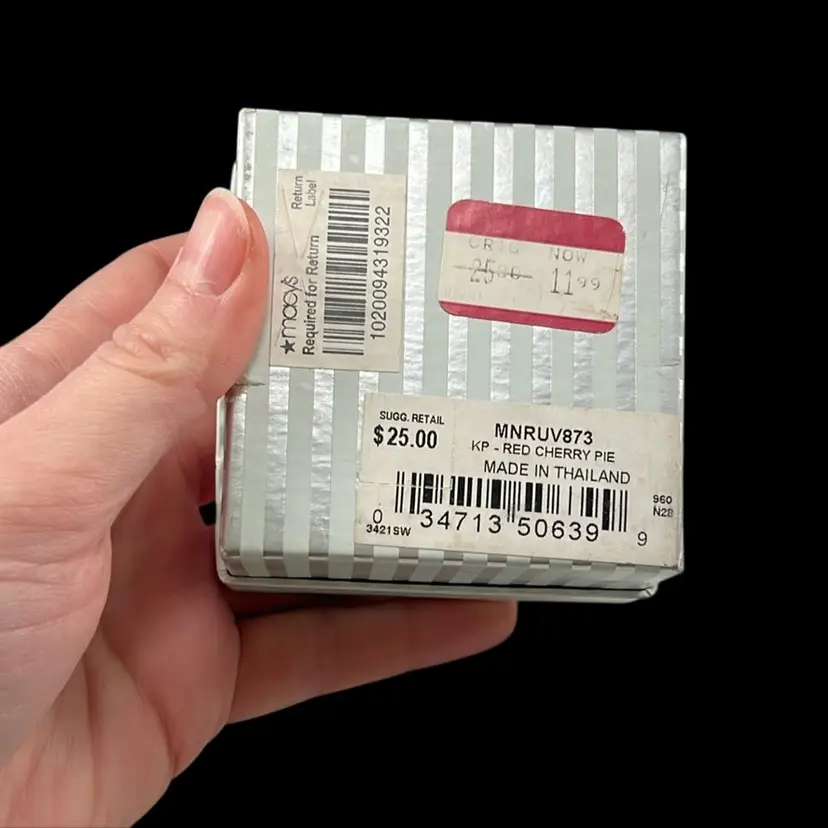 ★macy's
Required for Return
Return
Label
1020094319322
ORIG NOW
25 11.99
SUGG. RETAIL
$25.00
MNRUV873
KP - RED CHERRY PIE
MADE IN THAILAND
0 34713 50639 9
3421SW
960
N2B